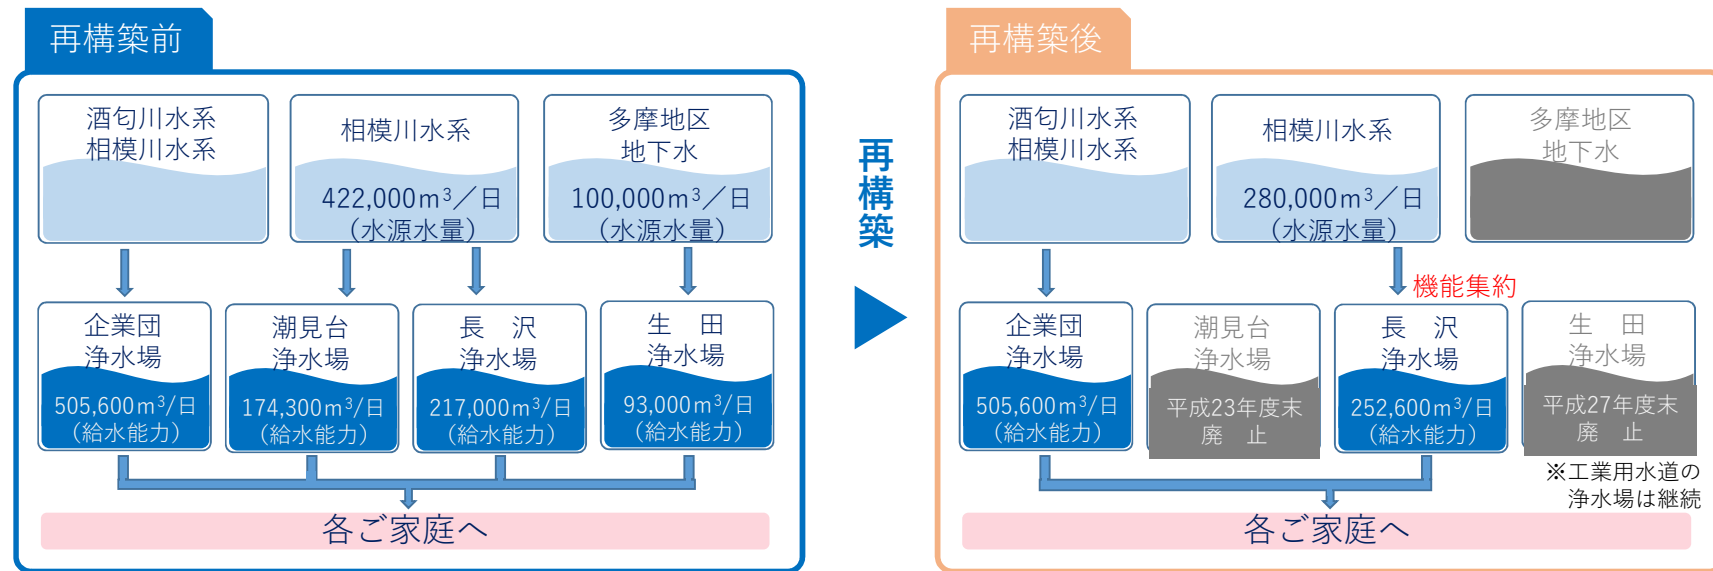 再構築前
酒匂川水系
相模川水系
相模川水系
422,000m³／日
（水源水量）
多摩地区
地下水
100,000m³／日
（水源水量）
企業団
浄水場
505,600m³/日
（給水能力）
潮見台
浄水場
174,300m³/日
（給水能力）
長　沢
浄水場
217,000m³/日
（給水能力）
生　田
浄水場
93,000m³/日
（給水能力）
各ご家庭へ
再構築
再構築後
酒匂川水系
相模川水系
相模川水系
280,000m³／日
（水源水量）
多摩地区
地下水
機能集約
企業団
浄水場
505,600m³/日
（給水能力）
潮見台
浄水場
平成23年度末
廃　止
長　沢
浄水場
252,600m³/日
（給水能力）
生　田
浄水場
平成27年度末
廃　止
※工業用水道の
浄水場は継続
各ご家庭へ